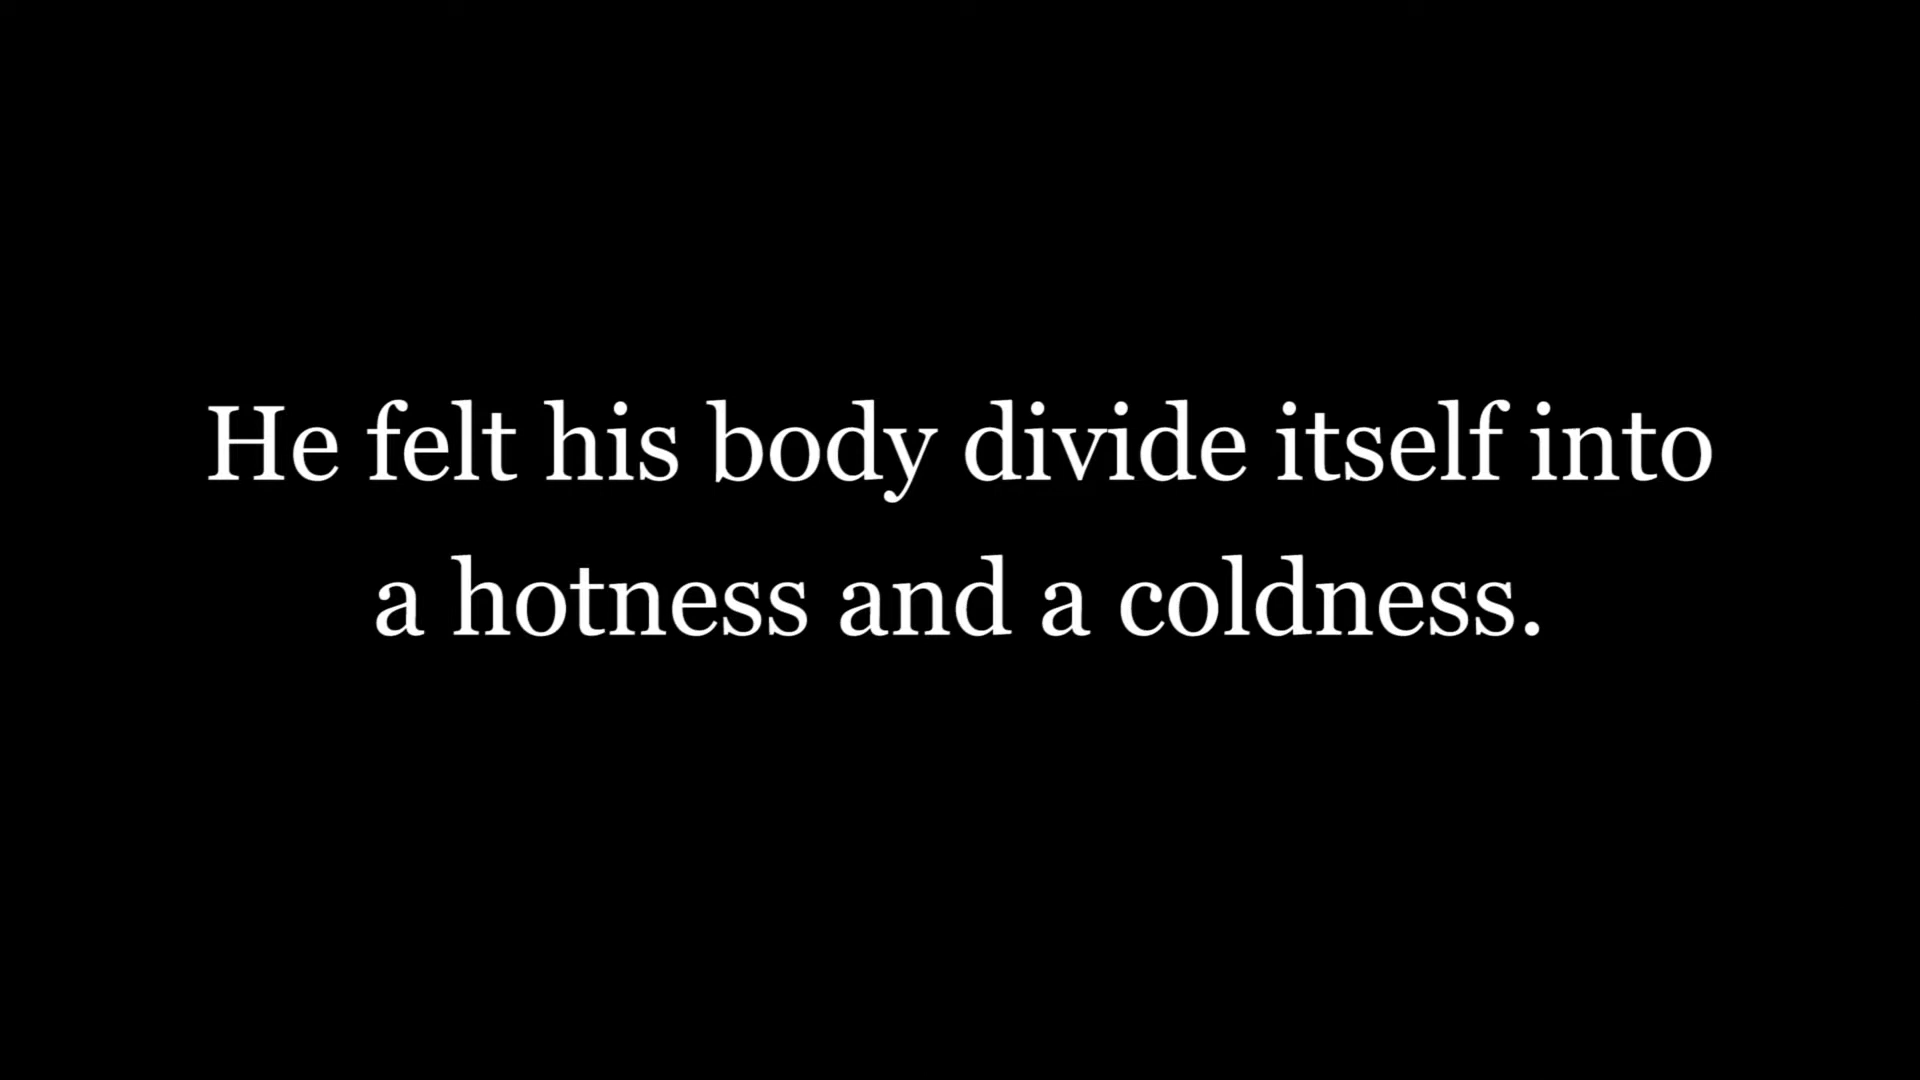 He felt his body divide itself into
a hotness and a coldness.